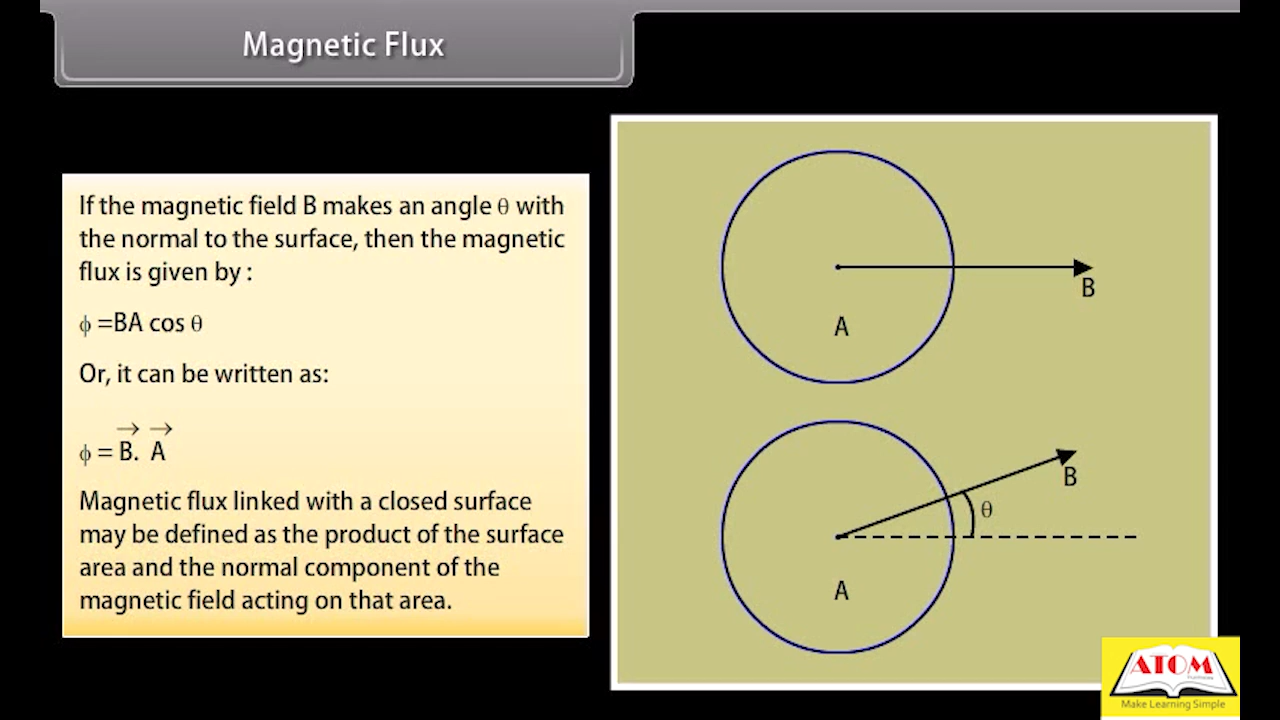 Magnetic Flux
If the magnetic field B makes an angle θ with
the normal to the surface, then the magnetic
flux is given by :
ϕ =BA cos θ
Or, it can be written as:
→ →
ϕ = B. A
Magnetic flux linked with a closed surface
may be defined as the product of the surface
area and the normal component of the
magnetic field acting on that area.
B
A
B
θ
A
ATOM
Make Learning Simple